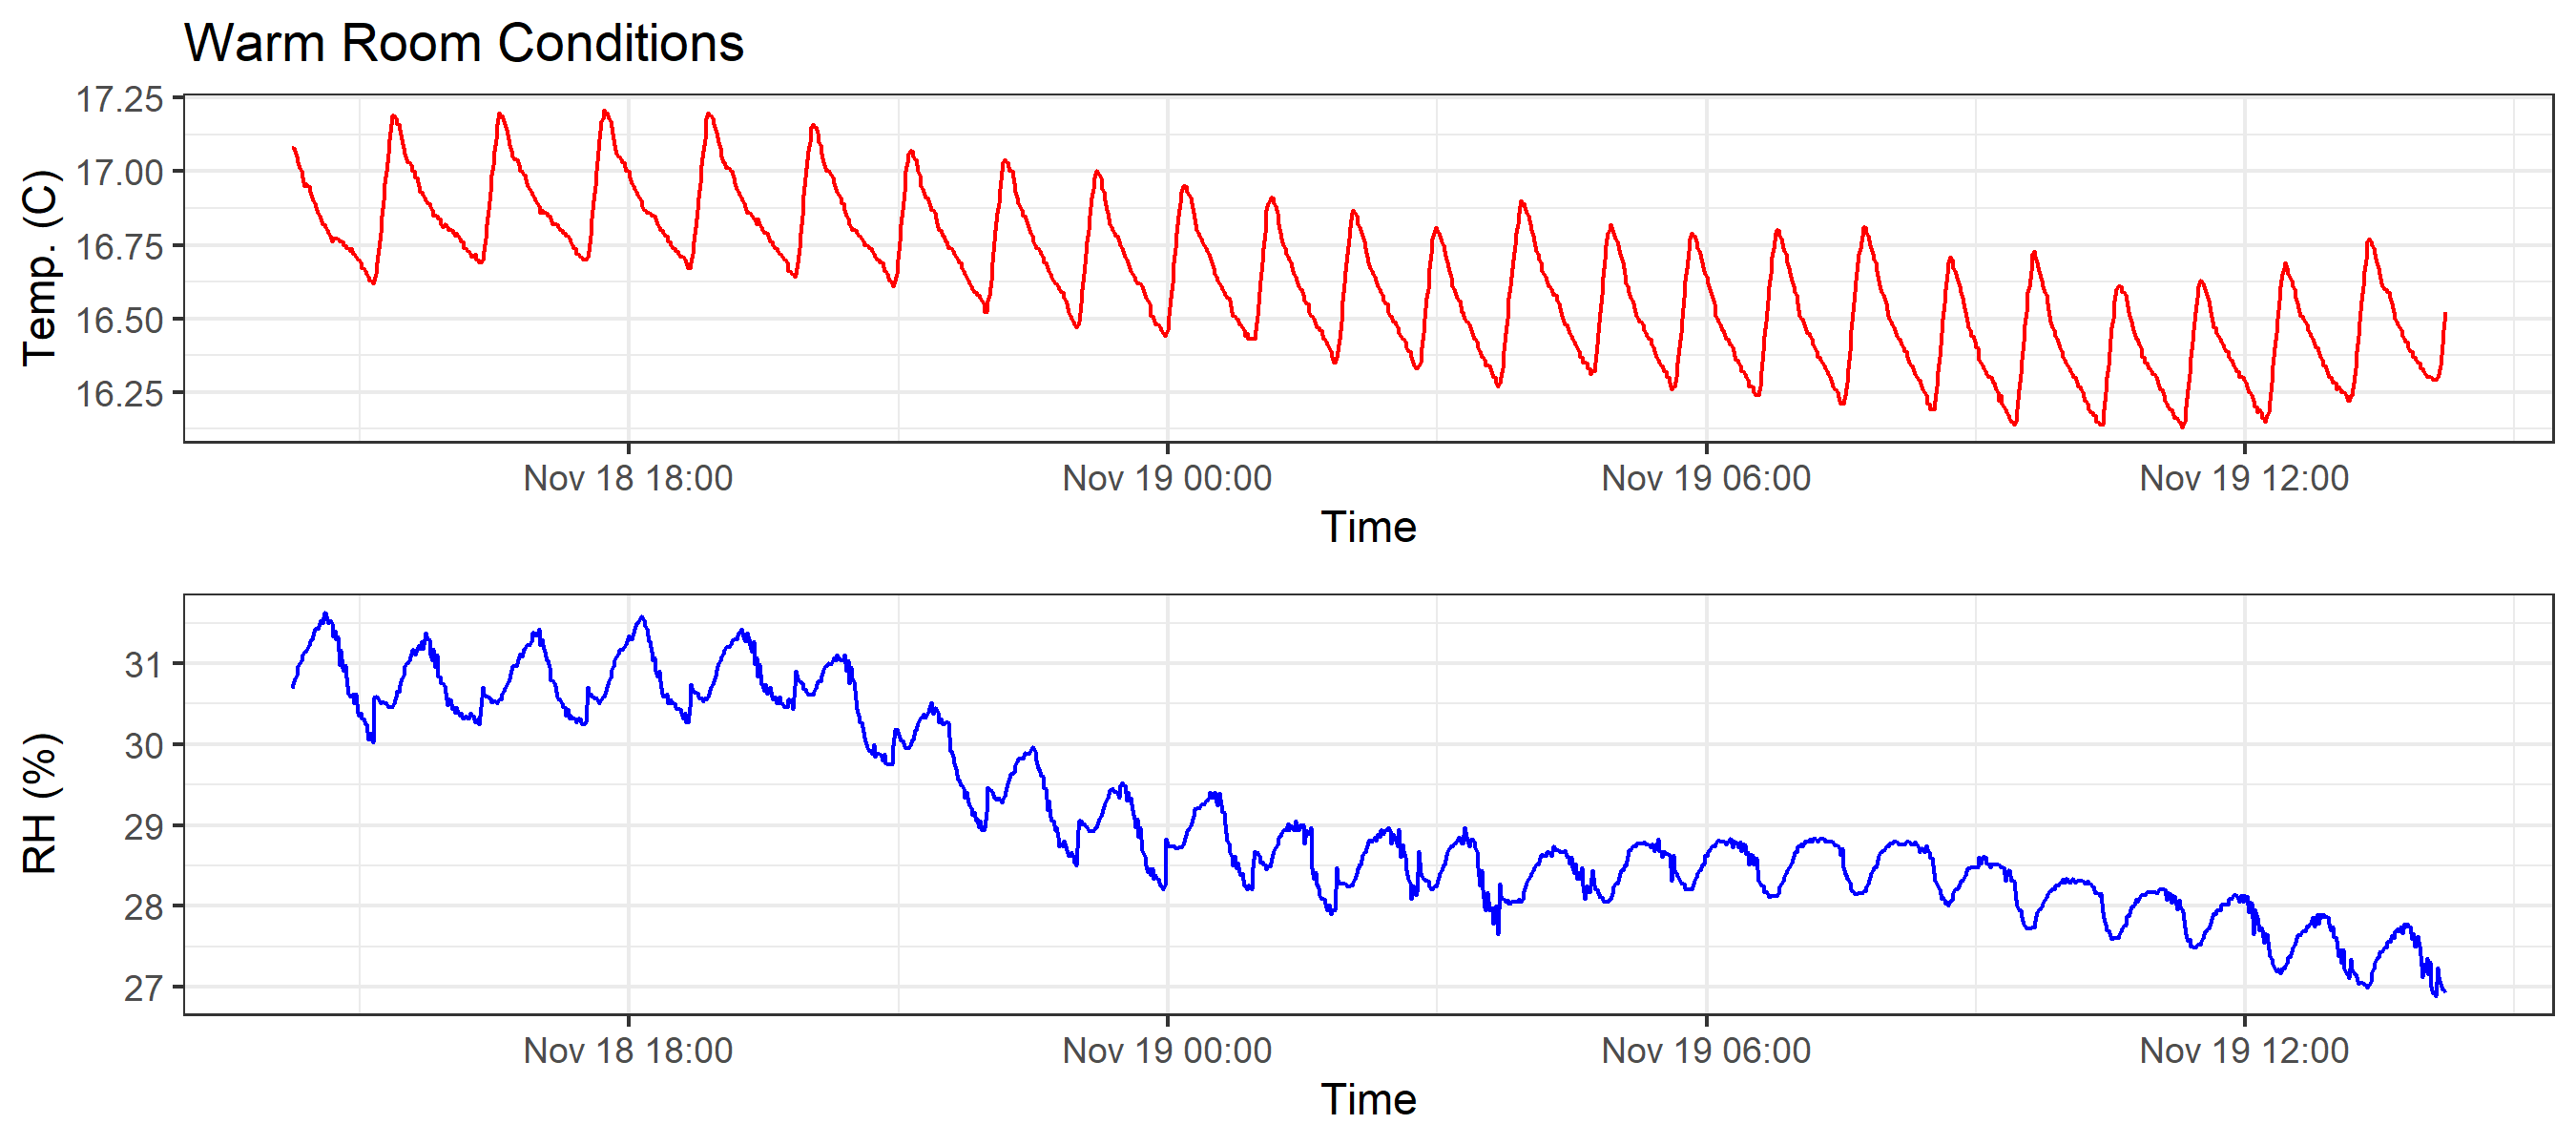 Warm Room Conditions
Temp. (C)
17.25
17.00
16.75
16.50
16.25
Nov 18 18:00 Nov 19 00:00 Nov 19 06:00 Nov 19 12:00
Time
RH (%)
31
30
29
28
27
Nov 18 18:00 Nov 19 00:00 Nov 19 06:00 Nov 19 12:00
Time